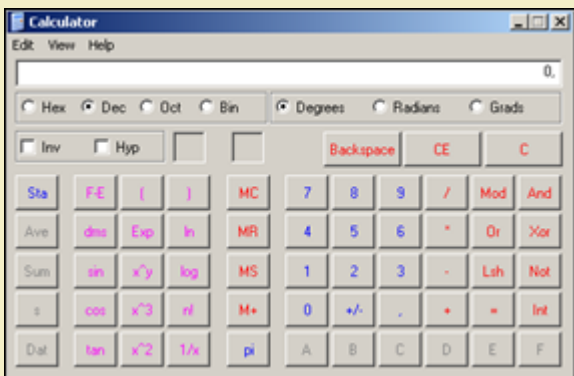 Calculator
Edit View Help
0,
Hex Dec Oct Bin Degrees Radians Grads
Inv Hyp Backspace CE C
Sta F-E ( ) MC 7 8 9 / Mod And
Ave dms Exp ln MR 4 5 6 * Or Xor
Sum sin x^y log MS 1 2 3 - Lsh Not
s cos x^3 n! M+ 0 +/- , + = Int
Dat tan x^2 1/x pi A B C D E F